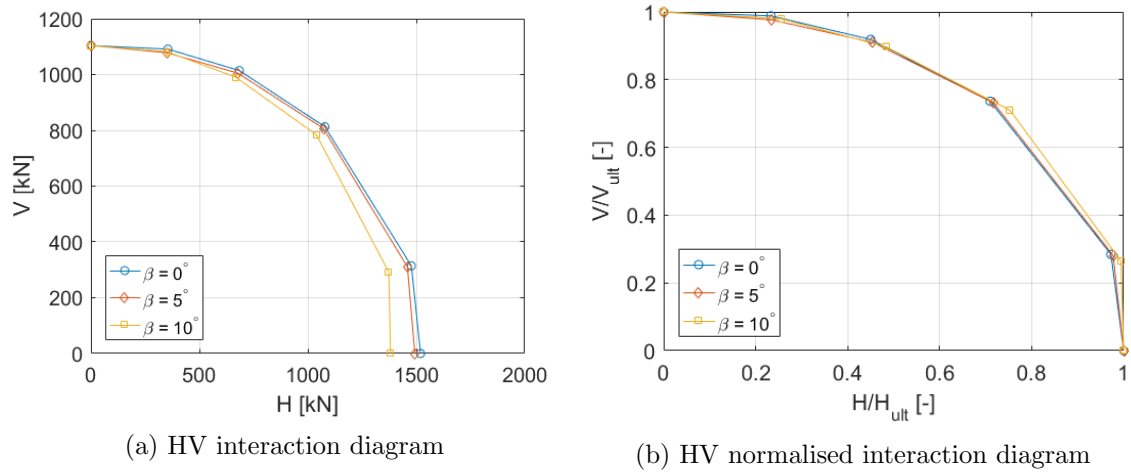 1200
1000
800
600
400
200
0
V [kN]
0
500
1000
1500
2000
H [kN]
β = 0°
β = 5°
β = 10°
(a) HV interaction diagram
1
0.8
0.6
0.4
0.2
0
V/V_ult [-]
0
0.2
0.4
0.6
0.8
1
H/H_ult [-]
β = 0°
β = 5°
β = 10°
(b) HV normalised interaction diagram